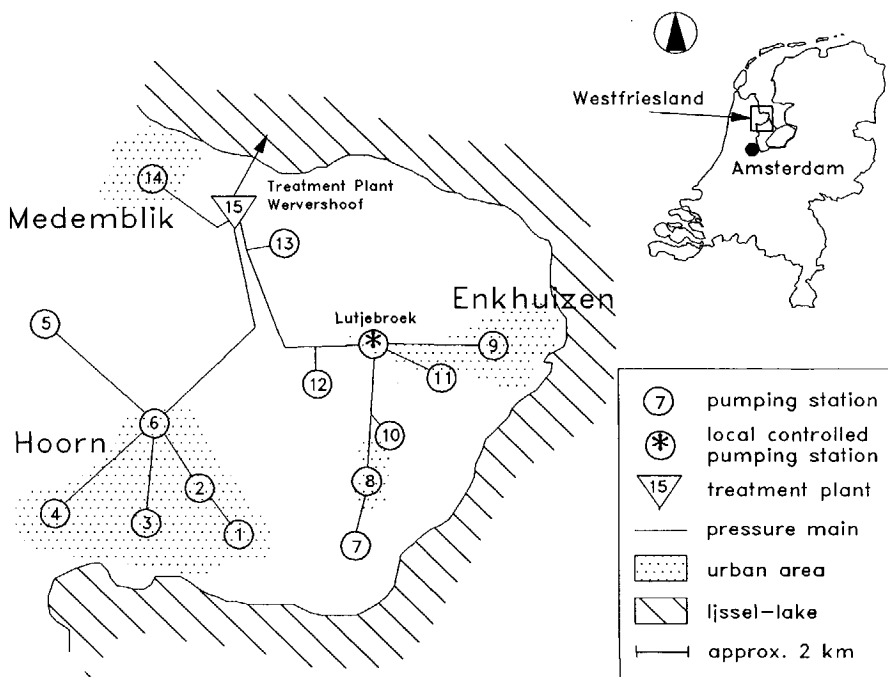 Westfriesland
Amsterdam
14
Treatment Plant
Wervershoof
15
Medemblik
13
Enkhuizen
Lutjebroek
5
*
9
12
11
6
10
Hoorn
2
8
4
3
1
7
7 pumping station
* local controlled
pumping station
15 treatment plant
pressure main
urban area
Ijssel-lake
approx. 2 km